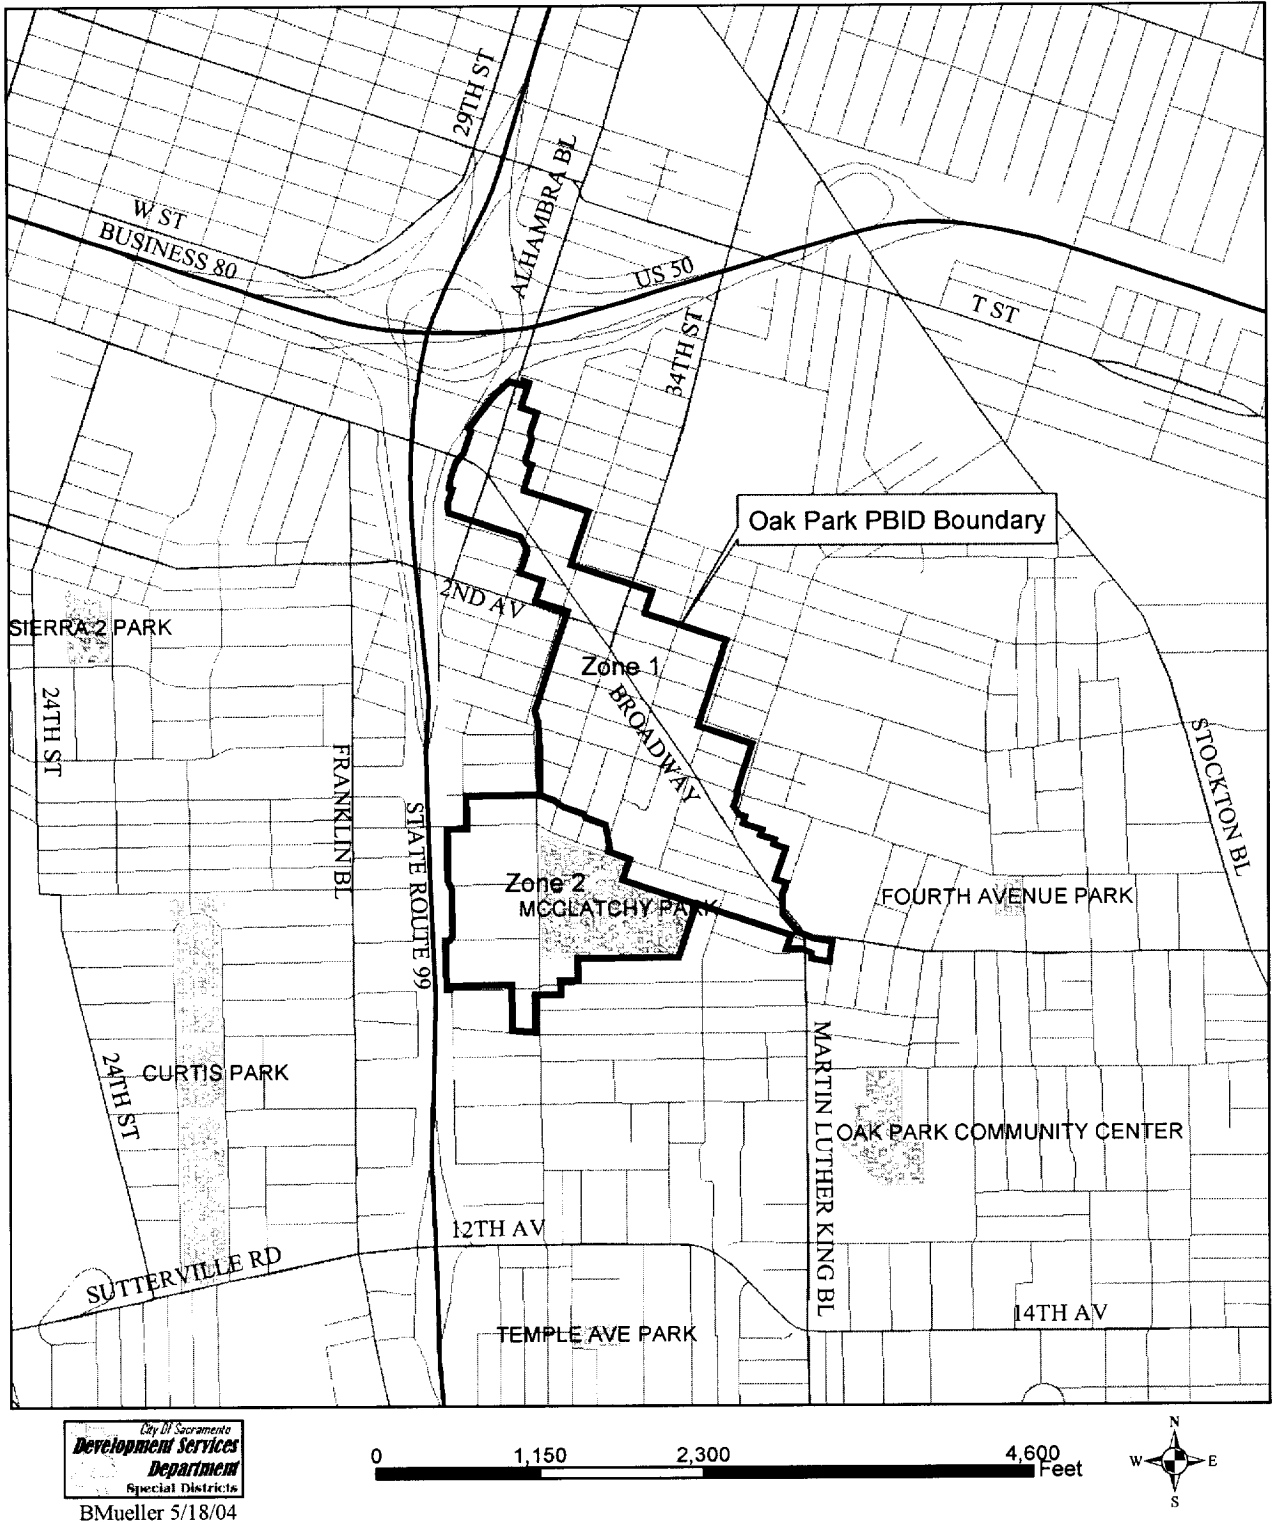 29TH ST
ALHAMBRA BL
W ST
BUSINESS 80
US 50
T ST
34TH ST
Oak Park PBID Boundary
2ND AV
SIERRA 2 PARK
Zone 1
BROADWAY
24TH ST
FRANKLIN BL
STATE ROUTE 99
STOCKTON BL
Zone 2
MCCLATCHY PARK
FOURTH AVENUE PARK
CURTIS PARK
24TH ST
MARTIN LUTHER KING BL
OAK PARK COMMUNITY CENTER
12TH AV
SUTTERVILLE RD
14TH AV
TEMPLE AVE PARK
City Of Sacramento
Development Services
Department
Special Districts
BMueller 5/18/04
0 1,150 2,300 4,600
Feet
N
W E
S